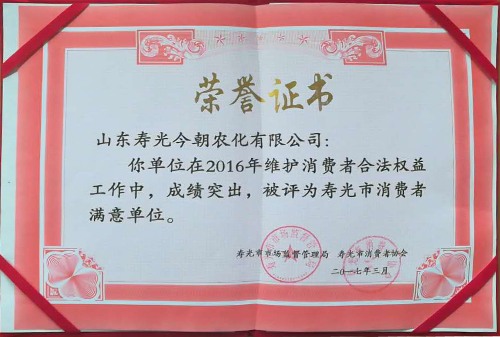 荣誉证书
山东寿光今朝农化有限公司：
你单位在2016年维护消费者合法权益
工作中，成绩突出，被评为寿光市消费者
满意单位。
寿光市市场监督管理局 寿光市消费者协会
二〇一七年三月